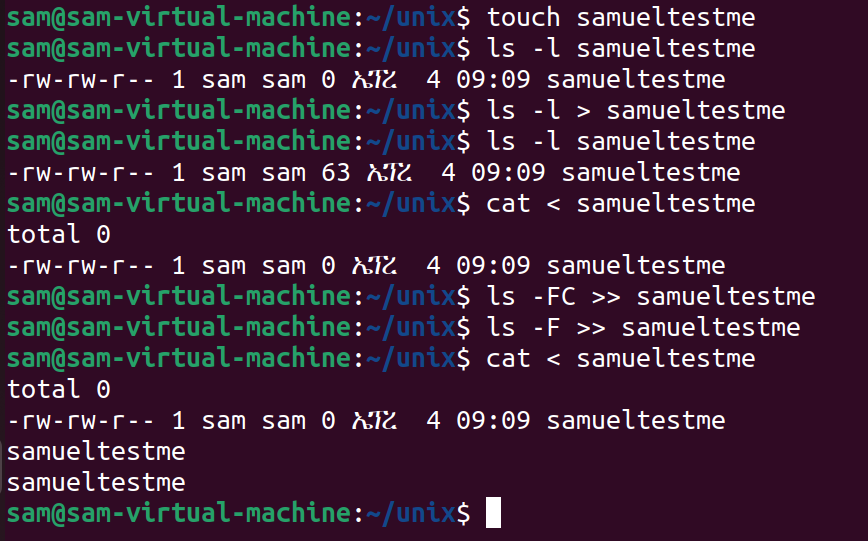 sam@sam-virtual-machine:~/unix$ touch samueltestme
sam@sam-virtual-machine:~/unix$ ls -l samueltestme
-rw-rw-r-- 1 sam sam 0 ኤፕሪ  4 09:09 samueltestme
sam@sam-virtual-machine:~/unix$ ls -l > samueltestme
sam@sam-virtual-machine:~/unix$ ls -l samueltestme
-rw-rw-r-- 1 sam sam 63 ኤፕሪ  4 09:09 samueltestme
sam@sam-virtual-machine:~/unix$ cat < samueltestme
total 0
-rw-rw-r-- 1 sam sam 0 ኤፕሪ  4 09:09 samueltestme
sam@sam-virtual-machine:~/unix$ ls -FC >> samueltestme
sam@sam-virtual-machine:~/unix$ ls -F >> samueltestme
sam@sam-virtual-machine:~/unix$ cat < samueltestme
total 0
-rw-rw-r-- 1 sam sam 0 ኤፕሪ  4 09:09 samueltestme
samueltestme
samueltestme
sam@sam-virtual-machine:~/unix$